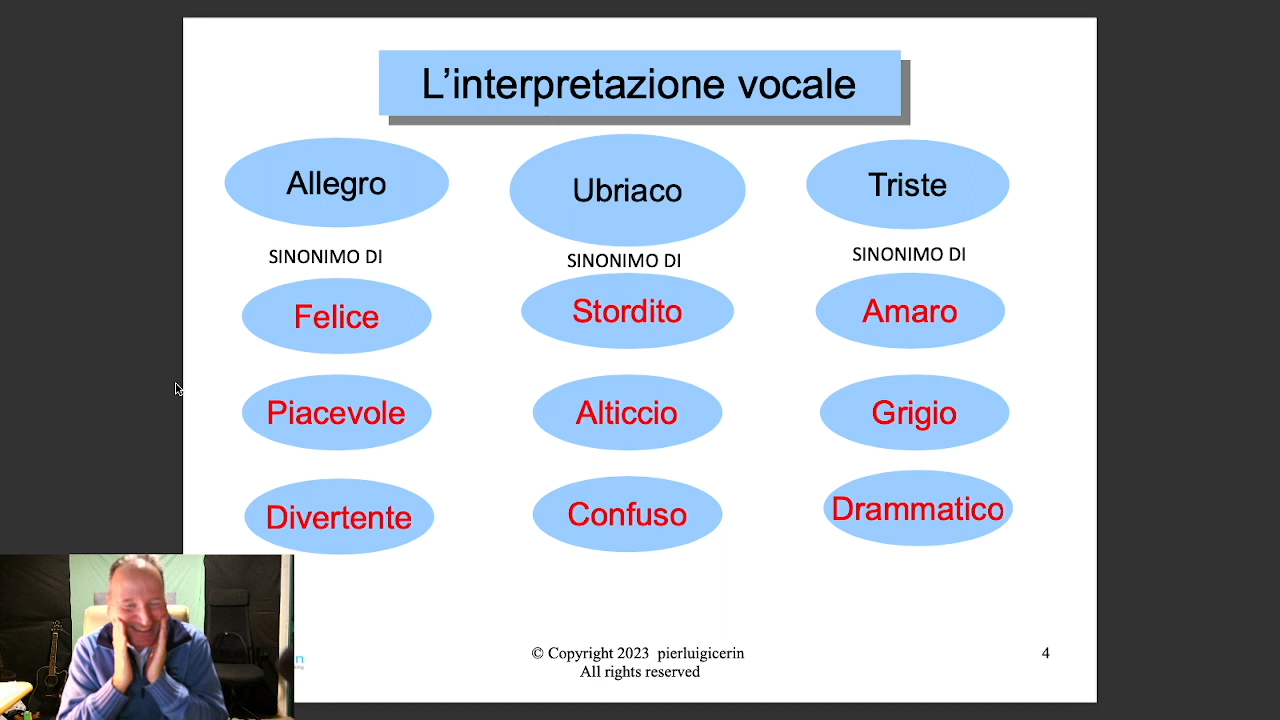 L’interpretazione vocale
Allegro
Ubriaco
Triste
SINONIMO DI
SINONIMO DI
SINONIMO DI
Felice
Stordito
Amaro
Piacevole
Alticcio
Grigio
Divertente
Confuso
Drammatico
© Copyright 2023 pierluigicerin
All rights reserved
4